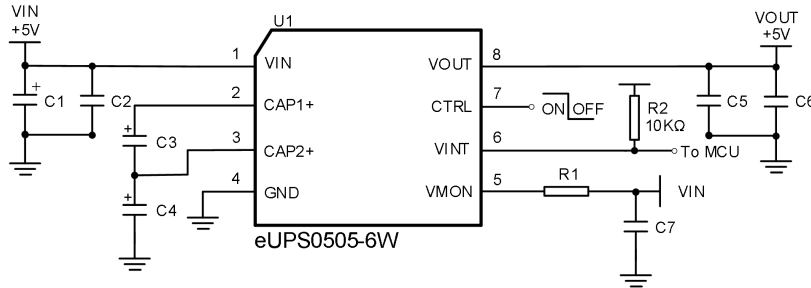 VIN
+5V
U1
VOUT
+5V
1
VIN
VOUT
8
+
C1
C2
2
CAP1+
CTRL
7
ON
OFF
R2
10KΩ
C5
C6
+
C3
3
CAP2+
VINT
6
To MCU
+
C4
4
GND
VMON
5
R1
VIN
C7
eUPS0505-6W